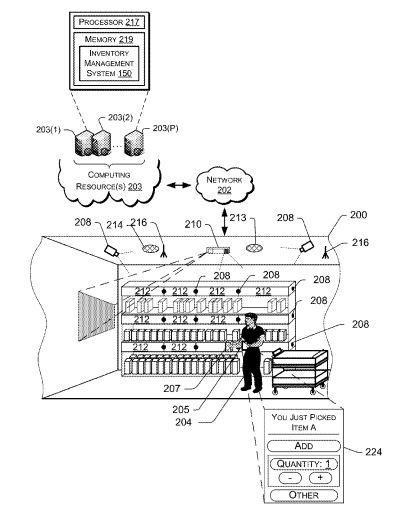 PROCESSOR 217
MEMORY 219
INVENTORY
MANAGEMENT
SYSTEM 150
203(1)
203(2)
203(P)
COMPUTING
RESOURCE(S) 203
NETWORK
202
208
214
216
210
213
208
200
216
212
212
208
212
208
212
208
208
212
212
212
208
212
212
207
205
204
YOU JUST PICKED
ITEM A
ADD
QUANTITY: 1
-
+
OTHER
224